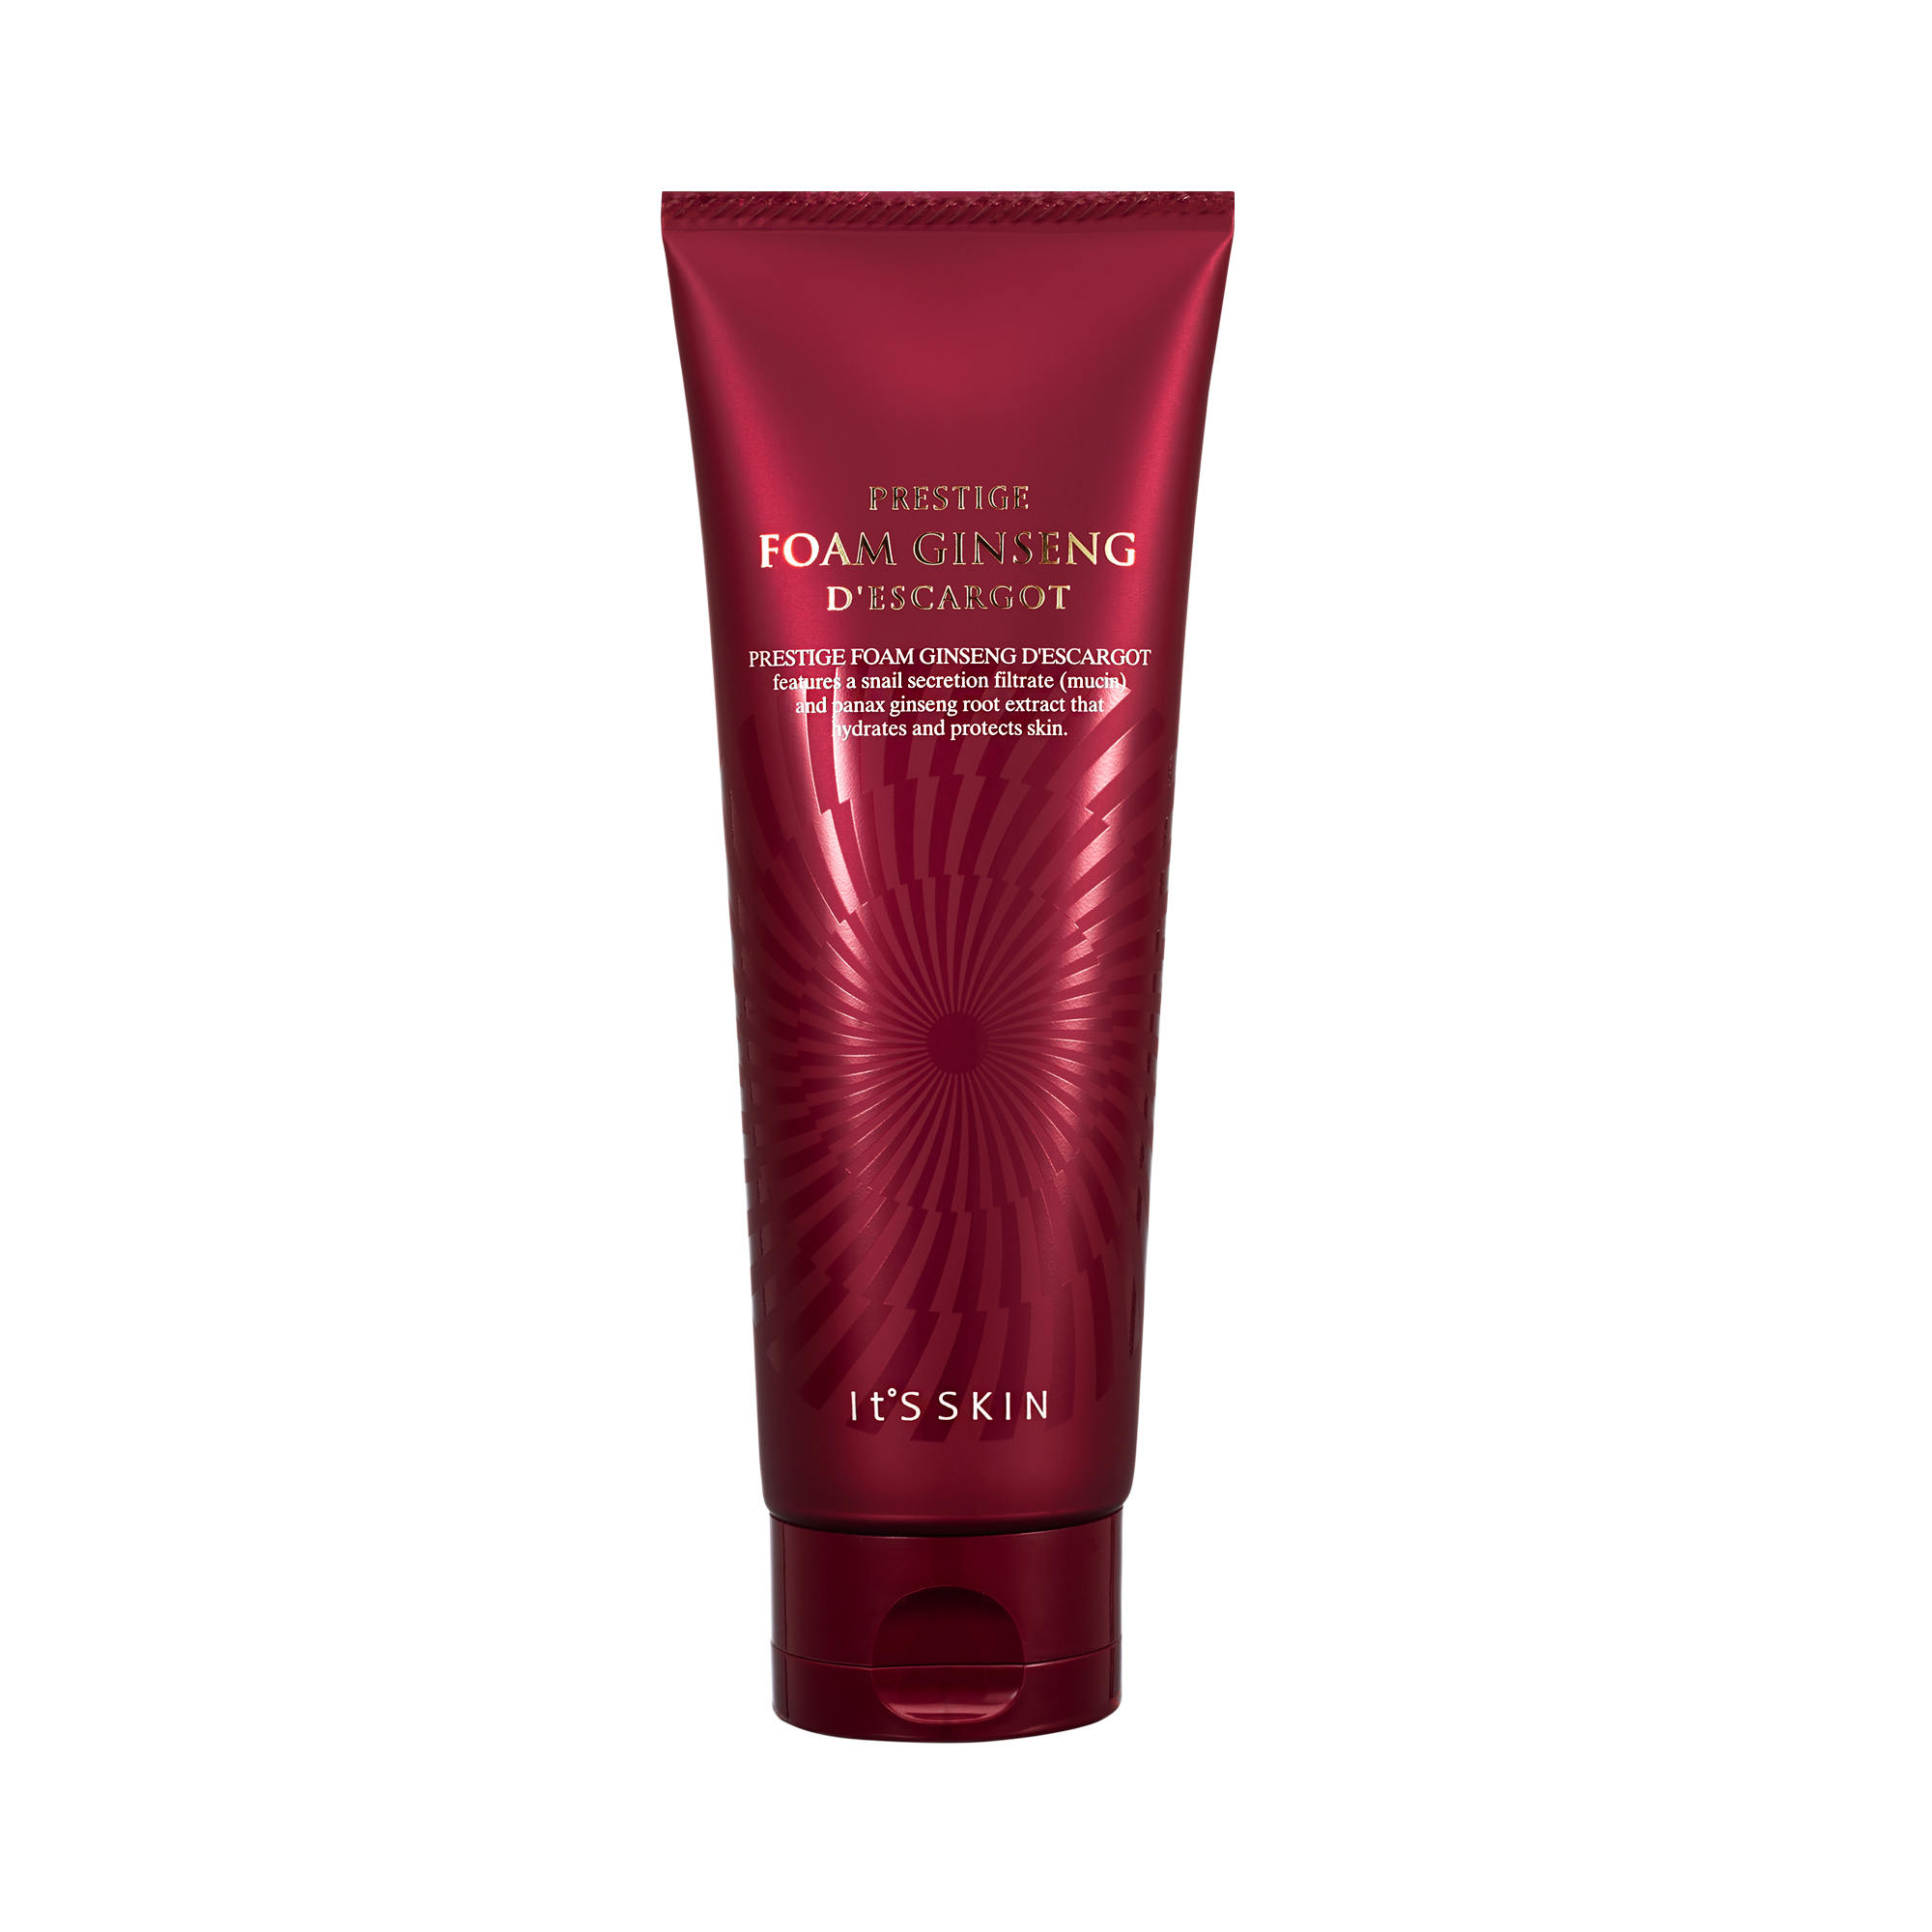 PRESTIGE
FOAM GINSENG
D'ESCARGOT
PRESTIGE FOAM GINSENG D'ESCARGOT
features a snail secretion filtrate (mucin)
and panax ginseng root extract that
hydrates and protects skin.
It°S SKIN